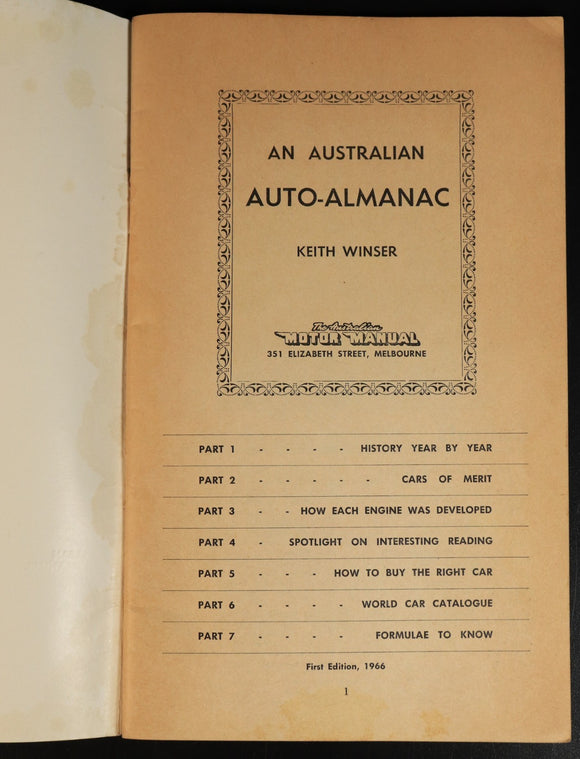 AN AUSTRALIAN
AUTO-ALMANAC
KEITH WINSER
The Australian
MOTOR MANUAL
351 ELIZABETH STREET, MELBOURNE
PART 1 - - - - HISTORY YEAR BY YEAR
PART 2 - - - - - CARS OF MERIT
PART 3 - - HOW EACH ENGINE WAS DEVELOPED
PART 4 - SPOTLIGHT ON INTERESTING READING
PART 5 - - - HOW TO BUY THE RIGHT CAR
PART 6 - - - - WORLD CAR CATALOGUE
PART 7 - - - - FORMULAE TO KNOW
First Edition, 1966
1